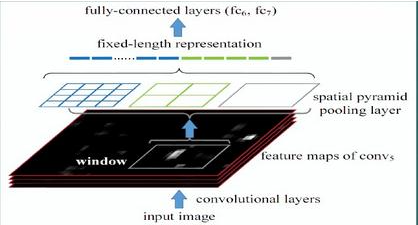 fully-connected layers (fc₆, fc₇)
fixed-length representation
spatial pyramid
pooling layer
window
feature maps of conv₅
convolutional layers
input image